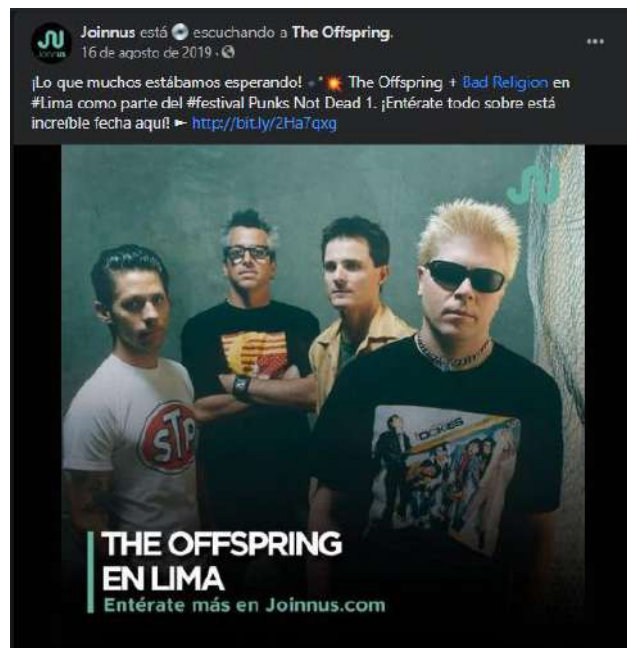 Joinnus está escuchando a The Offspring.
16 de agosto de 2019
¡Lo que muchos estábamos esperando! The Offspring + Bad Religion en
#Lima como parte del #festival Punks Not Dead 1. ¡Entérate todo sobre está
increíble fecha aquí! ► http://bit.ly/2Ha7qxg
STP
THE OFFSPRING
EN LIMA
Entérate más en Joinnus.com